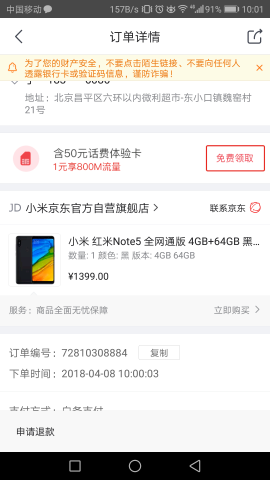 中国移动
157B/s 4G 91% 10:01
订单详情
为了您的财产安全，不要点击陌生链接、不要向任何人
透露银行卡或验证码信息，谨防诈骗！
地址：北京昌平区六环以内微利超市-东小口镇魏窑村
21号
含50元话费体验卡
1元享800M流量
免费领取
JD 小米京东官方自营旗舰店
联系京东
小米 红米Note5 全网通版 4GB+64GB 黑...
数量: 1 颜色: 黑 版本: 4GB 64GB
¥1399.00
服务：商品全面无忧保障
立即购买
订单编号：72810308884
复制
下单时间：2018-04-08 10:00:03
支付方式：白条支付
申请退款